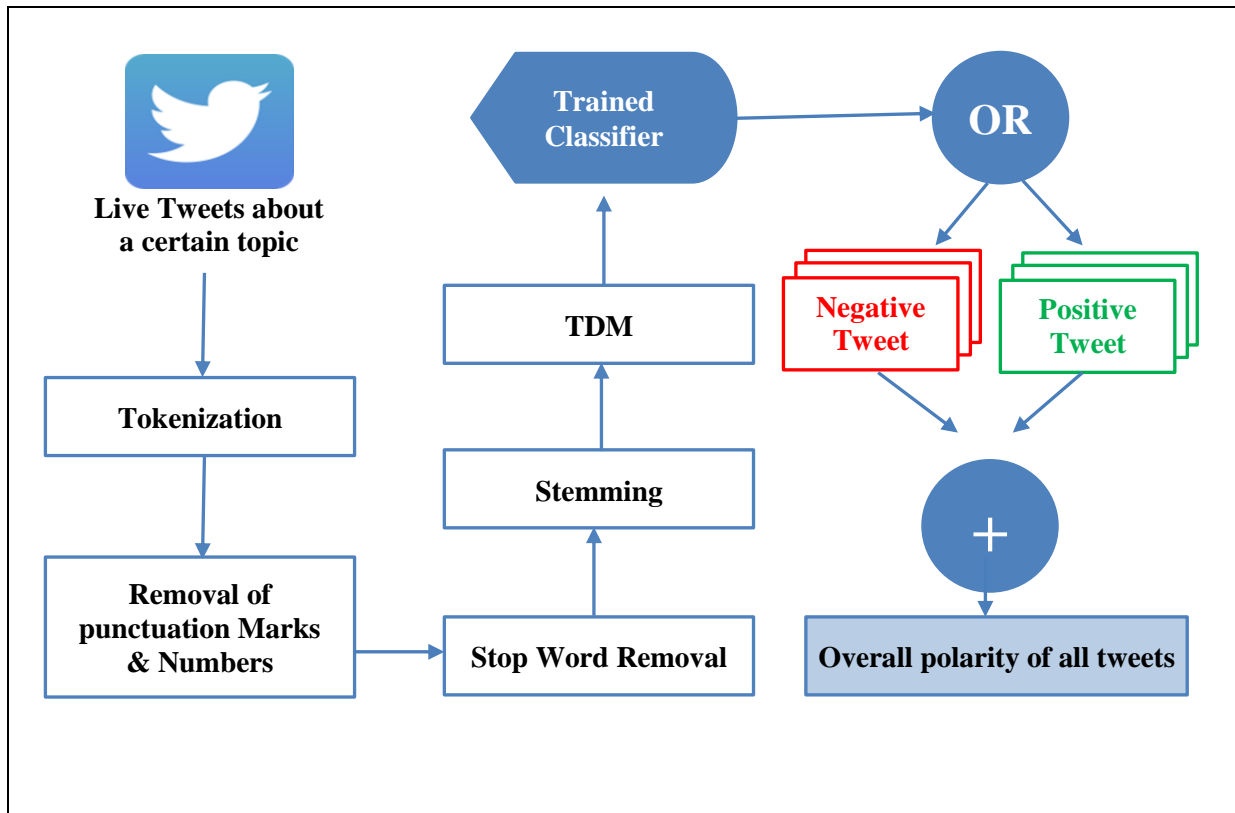 Live Tweets about
a certain topic
Tokenization
Removal of
punctuation Marks
& Numbers
Stop Word Removal
Stemming
TDM
Trained
Classifier
OR
Negative
Tweet
Positive
Tweet
+
Overall polarity of all tweets